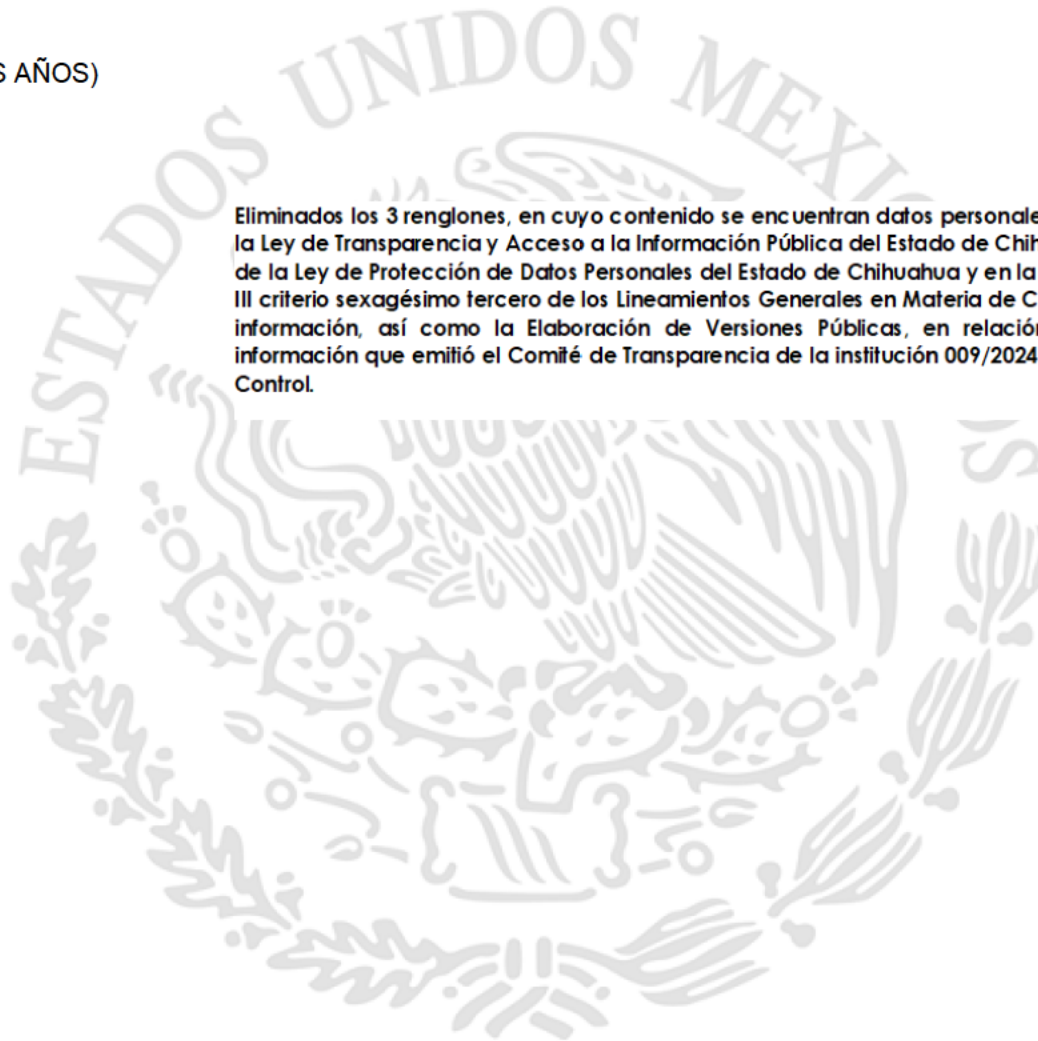 S AÑOS)
ESTADOS UNIDOS MEXIC
OS
Eliminados los 3 renglones, en cuyo contenido se encuentran datos personale
la Ley de Transparencia y Acceso a la Información Pública del Estado de Chih
de la Ley de Protección de Datos Personales del Estado de Chihuahua y en la
III criterio sexagésimo tercero de los Lineamientos Generales en Materia de C
información, así como la Elaboración de Versiones Públicas, en relación
información que emitió el Comité de Transparencia de la institución 009/2024
Control.